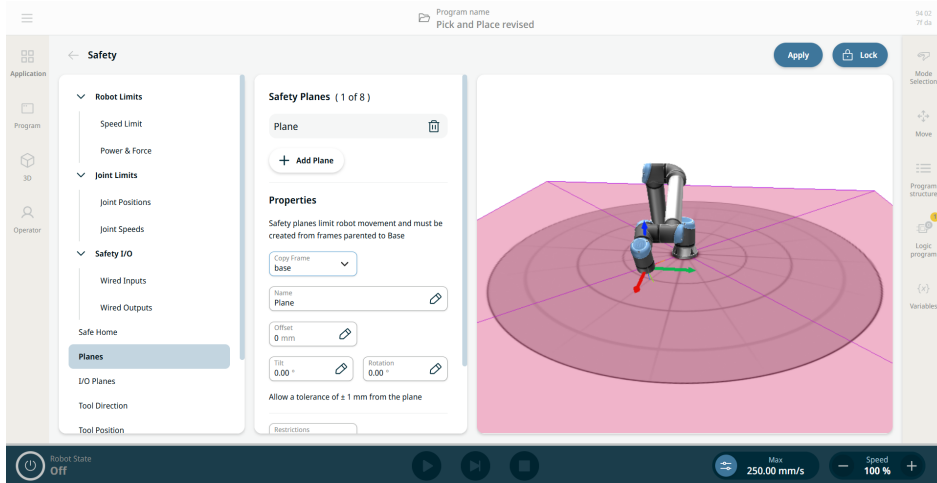 Program name
Pick and Place revised
94 02
7f da
Safety
Apply
Lock
Application
Program
3D
Operator
Robot Limits
Speed Limit
Power & Force
Joint Limits
Joint Positions
Joint Speeds
Safety I/O
Wired Inputs
Wired Outputs
Safe Home
Planes
I/O Planes
Tool Direction
Tool Position
Safety Planes ( 1 of 8 )
Plane
Add Plane
Properties
Safety planes limit robot movement and must be
created from frames parented to Base
Copy Frame
base
Name
Plane
Offset
0 mm
Tilt
0.00 °
Rotation
0.00 °
Allow a tolerance of ± 1 mm from the plane
Restrictions
Mode
Selection
Move
Program
structure
Logic
program
{x}
Variables
Robot State
Off
Max
250.00 mm/s
Speed
100 %